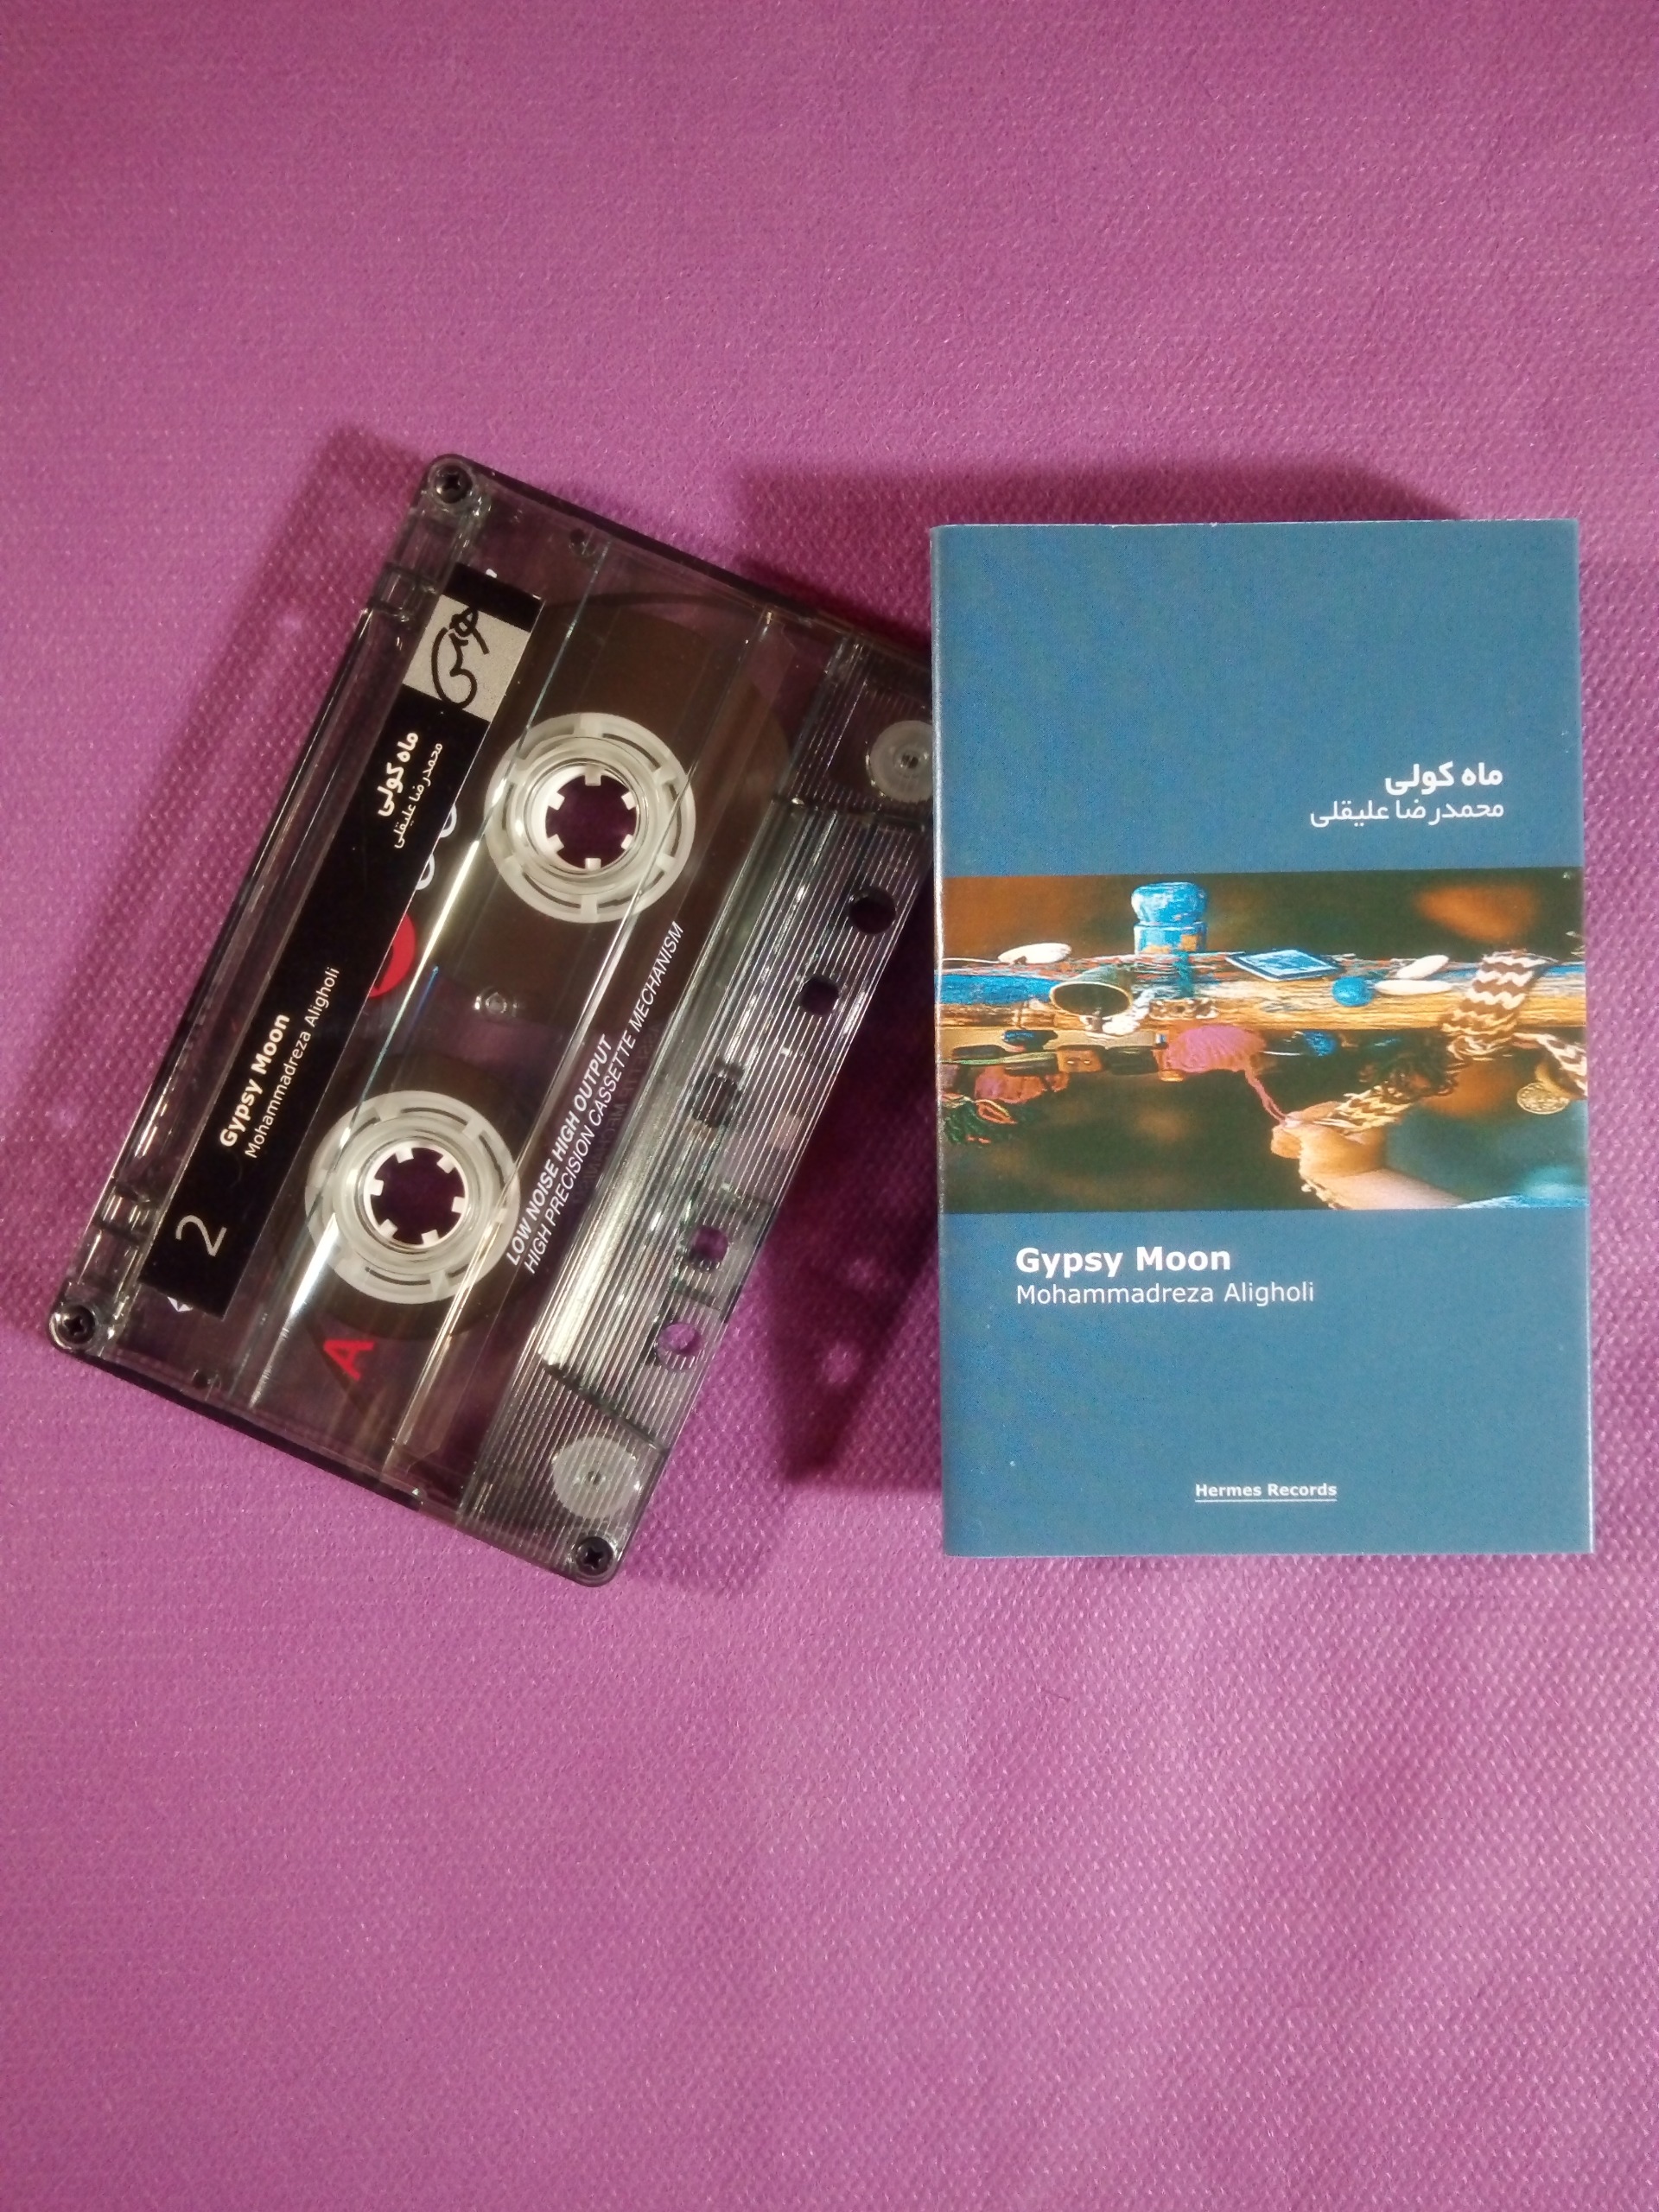 هرمس
ماه کولی
محمدرضا علیقلی
Gypsy Moon
Mohammadreza Aligholi
2
A
LOW NOISE HIGH OUTPUT
HIGH PRECISION CASSETTE MECHANISM
ماه کولی
محمدرضا علیقلی
Gypsy Moon
Mohammadreza Aligholi
Hermes Records